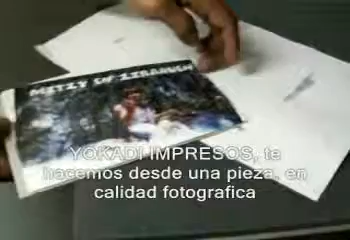 YOKADI IMPRESOS, te
hacemos desde una pieza, en
calidad fotografica